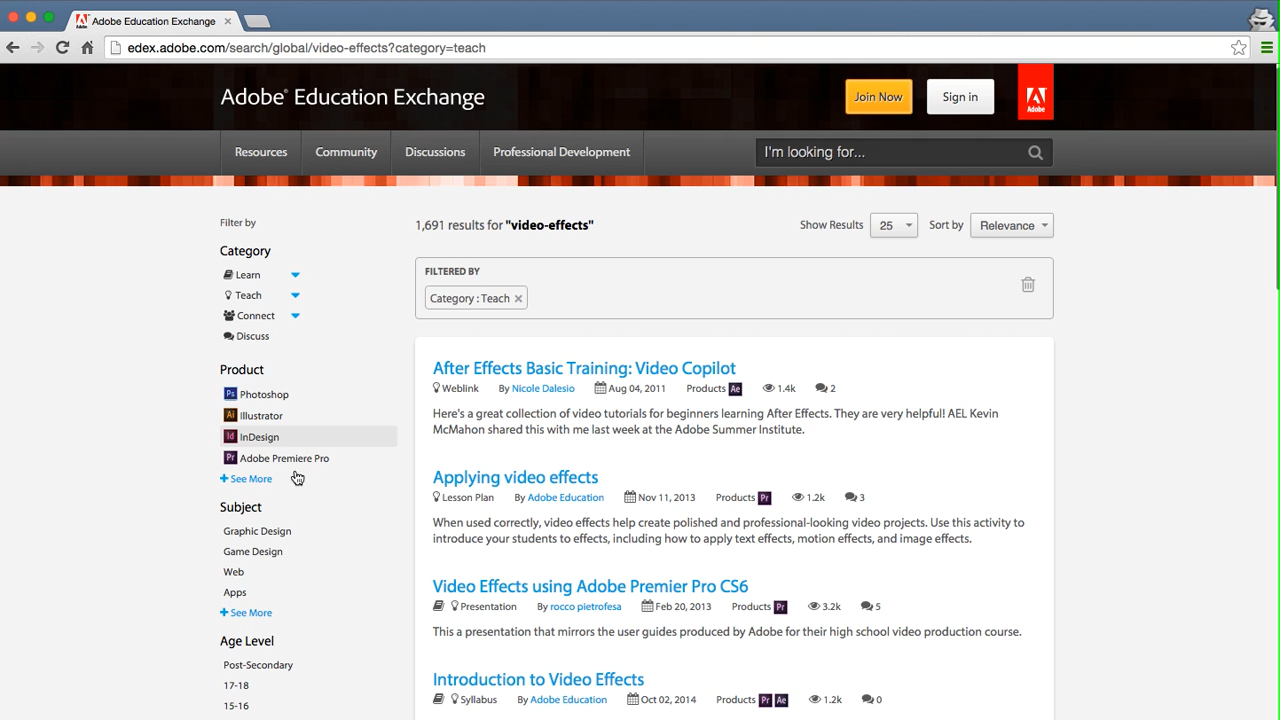 Adobe Education Exchange
edex.adobe.com/search/global/video-effects?category=teach
Adobe® Education Exchange
Join Now
Sign in
Adobe
Resources
Community
Discussions
Professional Development
I'm looking for...
Filter by
Category
Learn
Teach
Connect
Discuss
Product
Ps Photoshop
Ai Illustrator
Id InDesign
Pr Adobe Premiere Pro
+ See More
Subject
Graphic Design
Game Design
Web
Apps
+ See More
Age Level
Post-Secondary
17-18
15-16
1,691 results for "video-effects"
Show Results 25 Sort by Relevance
FILTERED BY
Category : Teach ×
After Effects Basic Training: Video Copilot
Weblink By Nicole Dalesio Aug 04, 2011 Products Ae 1.4k 2
Here's a great collection of video tutorials for beginners learning After Effects. They are very helpful! AEL Kevin
McMahon shared this with me last week at the Adobe Summer Institute.
Applying video effects
Lesson Plan By Adobe Education Nov 11, 2013 Products Pr 1.2k 3
When used correctly, video effects help create polished and professional-looking video projects. Use this activity to
introduce your students to effects, including how to apply text effects, motion effects, and image effects.
Video Effects using Adobe Premier Pro CS6
Presentation By rocco pietrofesa Feb 20, 2013 Products Pr 3.2k 5
This a presentation that mirrors the user guides produced by Adobe for their high school video production course.
Introduction to Video Effects
Syllabus By Adobe Education Oct 02, 2014 Products Pr Ae 1.2k 0